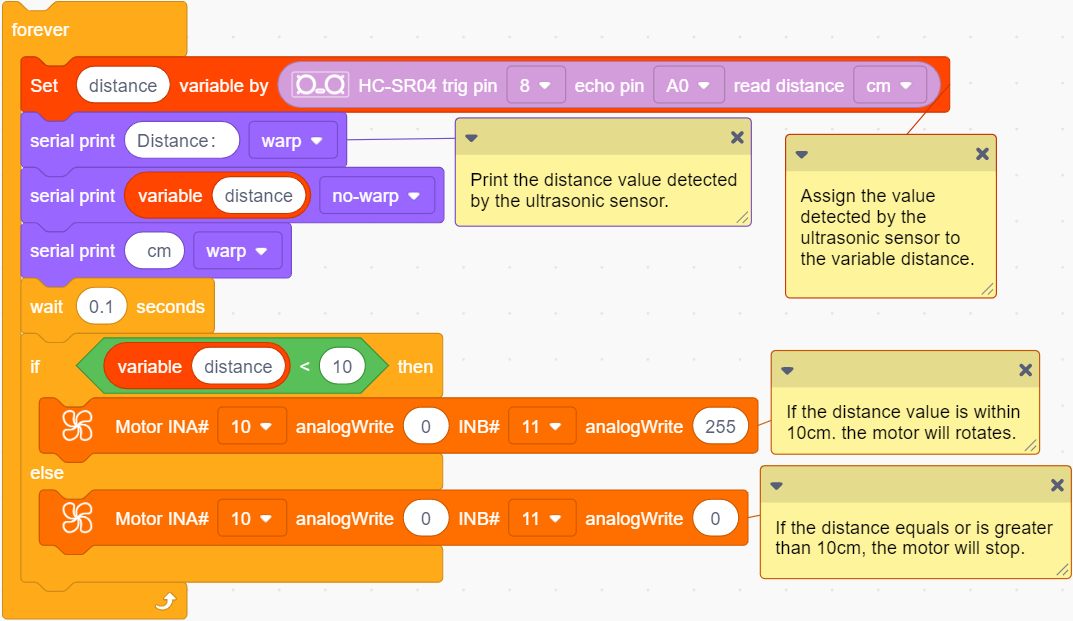 forever
Set distance variable by HC-SR04 trig pin 8 echo pin A0 read distance cm
serial print Distance: warp
Print the distance value detected
by the ultrasonic sensor.
serial print variable distance no-warp
Assign the value
detected by the
ultrasonic sensor to
the variable distance.
serial print cm warp
wait 0.1 seconds
if variable distance < 10 then
Motor INA# 10 analogWrite 0 INB# 11 analogWrite 255
If the distance value is within
10cm. the motor will rotates.
else
Motor INA# 10 analogWrite 0 INB# 11 analogWrite 0
If the distance equals or is greater
than 10cm, the motor will stop.